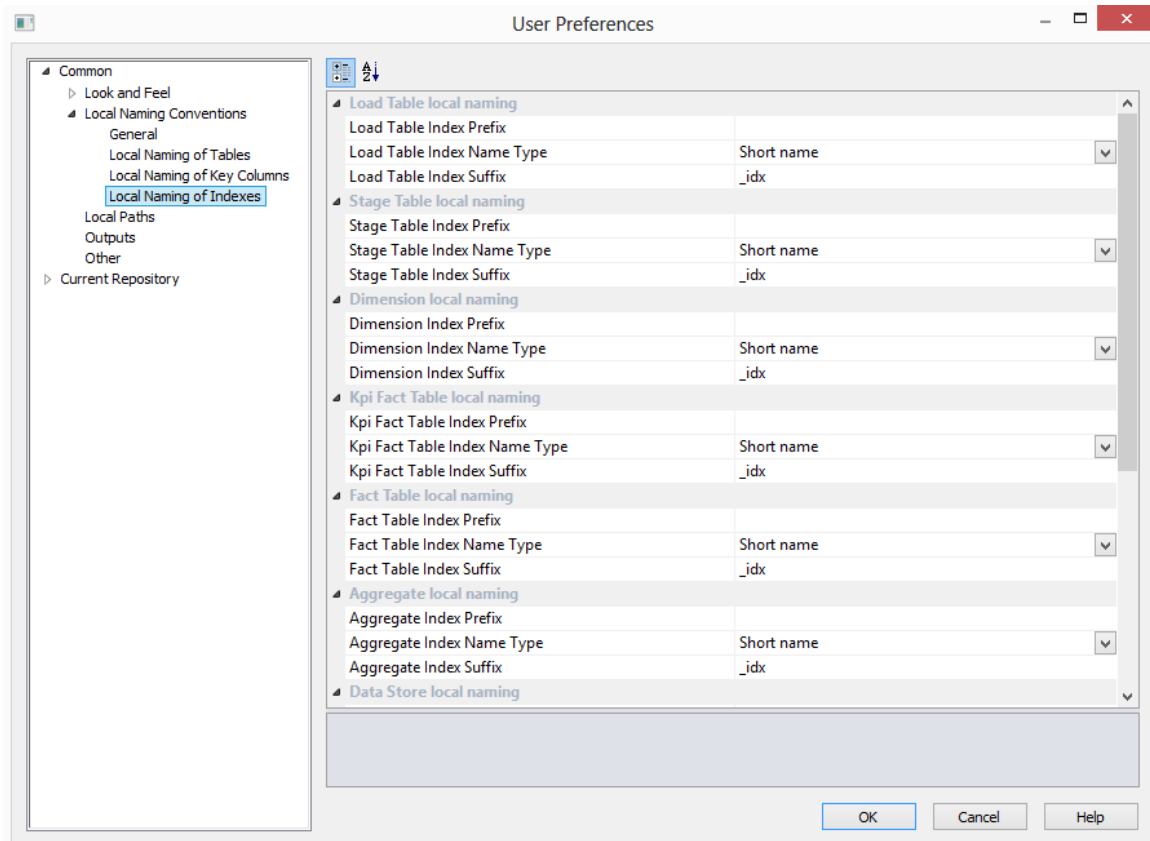 User Preferences
Common
Look and Feel
Local Naming Conventions
General
Local Naming of Tables
Local Naming of Key Columns
Local Naming of Indexes
Local Paths
Outputs
Other
Current Repository
Load Table local naming
Load Table Index Prefix
Load Table Index Name Type Short name
Load Table Index Suffix _idx
Stage Table local naming
Stage Table Index Prefix
Stage Table Index Name Type Short name
Stage Table Index Suffix _idx
Dimension local naming
Dimension Index Prefix
Dimension Index Name Type Short name
Dimension Index Suffix _idx
Kpi Fact Table local naming
Kpi Fact Table Index Prefix
Kpi Fact Table Index Name Type Short name
Kpi Fact Table Index Suffix _idx
Fact Table local naming
Fact Table Index Prefix
Fact Table Index Name Type Short name
Fact Table Index Suffix _idx
Aggregate local naming
Aggregate Index Prefix
Aggregate Index Name Type Short name
Aggregate Index Suffix _idx
Data Store local naming
OK Cancel Help